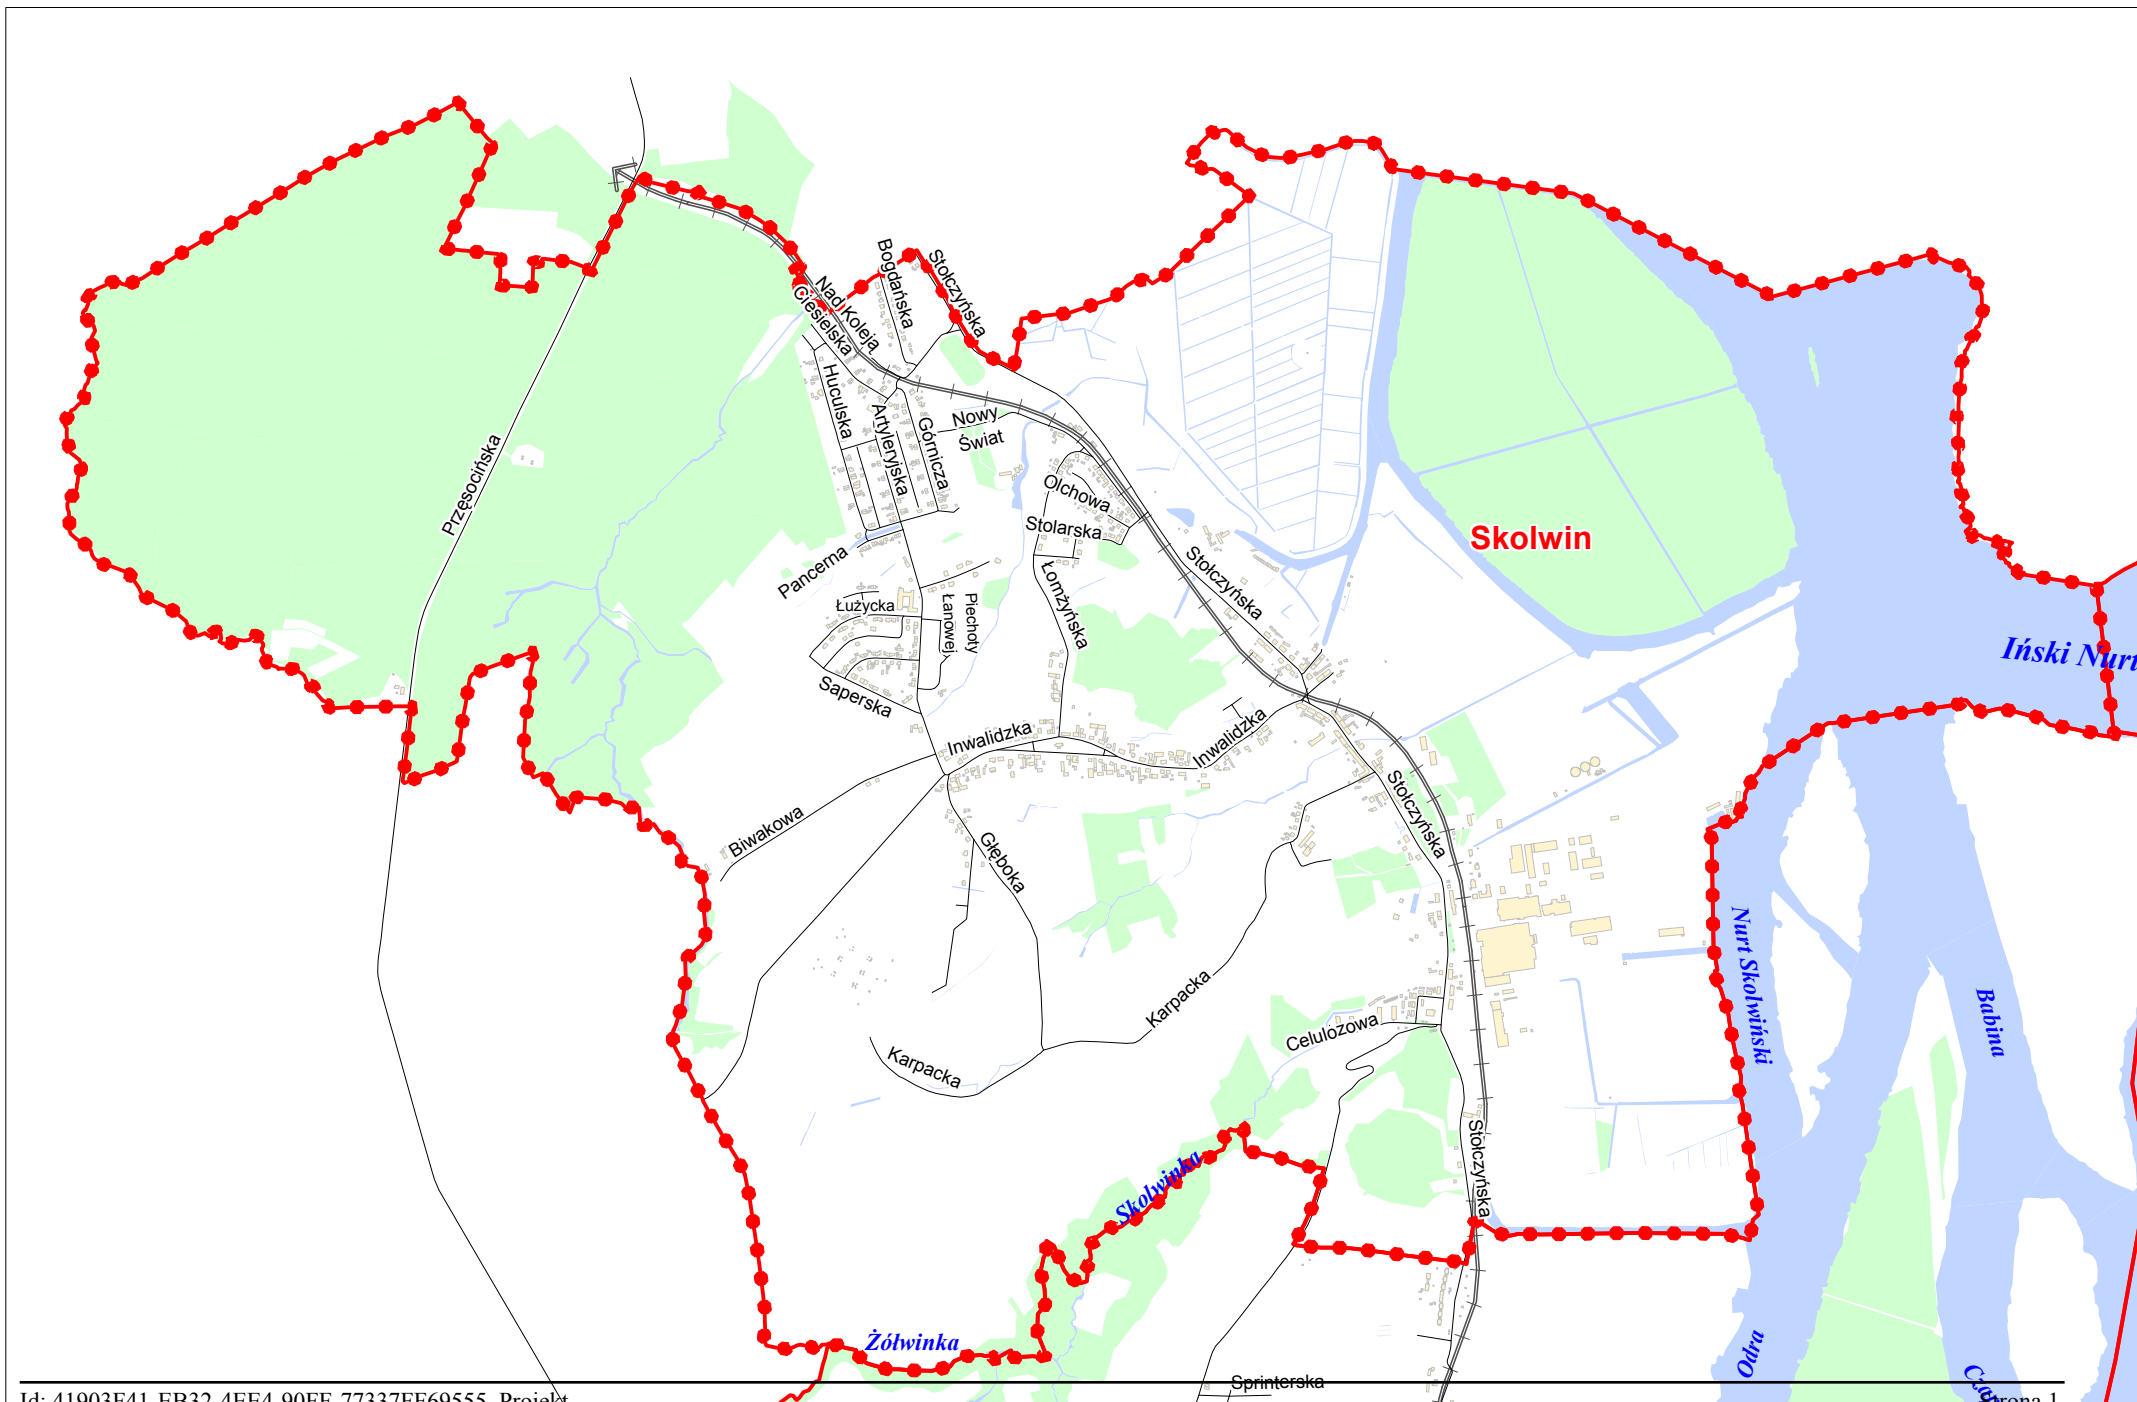 Bogdańska
Stołczyńska
Nad Koleją
Ciesielska
Huculska
Artyleryjska
Górnicza
Nowy
Świat
Przęsocińska
Olchowa
Stolarska
Skolwin
Pancerna
Stołczyńska
Łużycka
Łanowej
Piechoty
Łomżyńska
Iński Nurt
Saperska
Inwalidzka
Inwalidzka
Stołczyńska
Biwakowa
Głęboka
Nurt Skolwiński
Babina
Karpacka
Celulozowa
Karpacka
Stołczyńska
Skolwinka
Żółwinka
Odra
Sprinterska